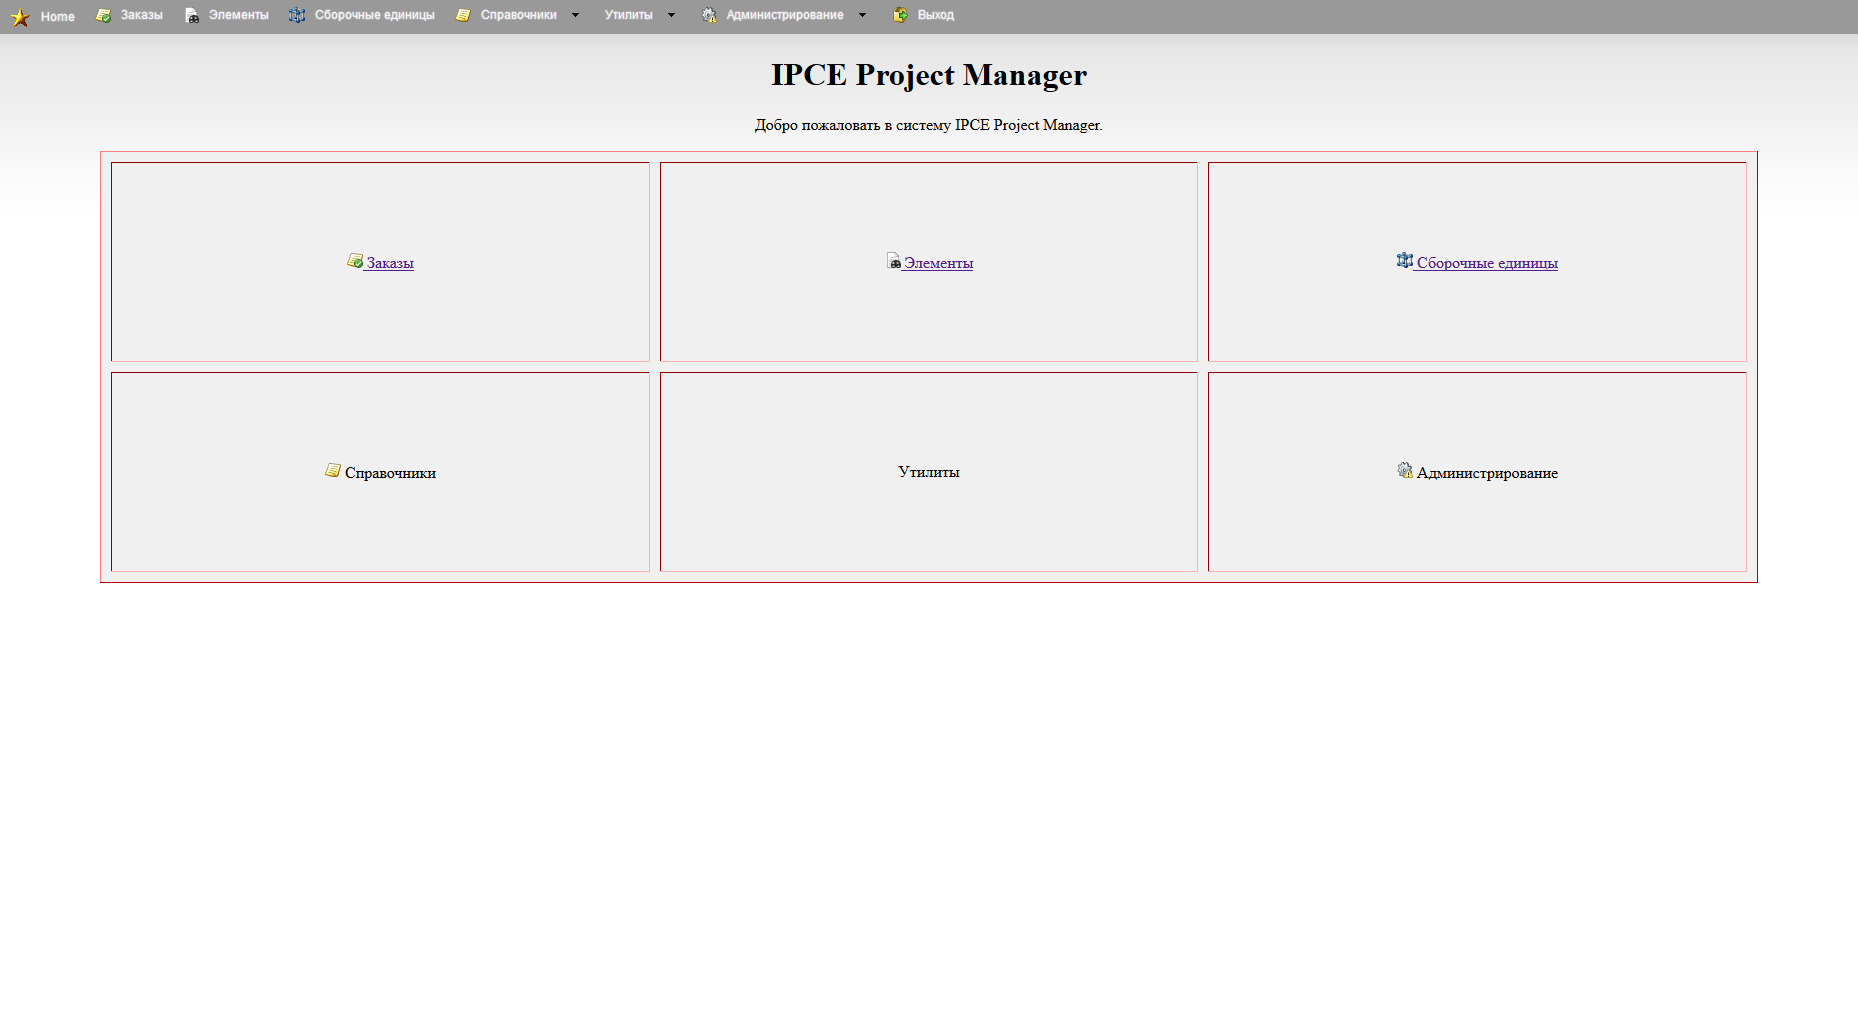 Home Заказы Элементы Сборочные единицы Справочники Утилиты Администрирование Выход
IPCE Project Manager
Добро пожаловать в систему IPCE Project Manager.
Заказы Элементы Сборочные единицы
Справочники Утилиты Администрирование